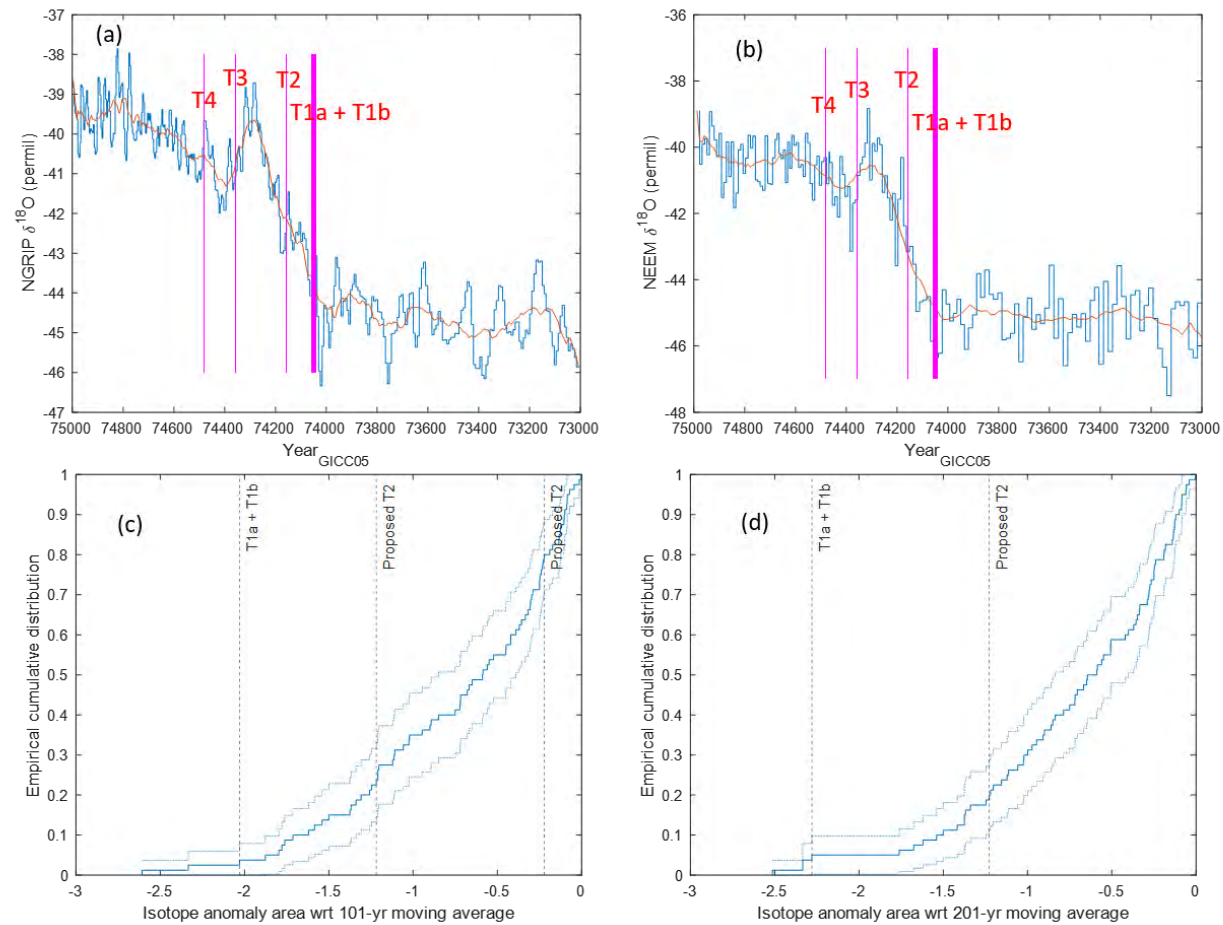 (a)
-37
-38
-39
-40
-41
-42
-43
-44
-45
-46
-47
NGRIP δ18O (permil)
T4
T3
T2
T1a + T1b
75000 74800 74600 74400 74200 74000 73800 73600 73400 73200 73000
Year GICC05
(b)
-36
-38
-40
-42
-44
-46
-48
NEEM δ18O (permil)
T4
T3
T2
T1a + T1b
75000 74800 74600 74400 74200 74000 73800 73600 73400 73200 73000
Year GICC05
(c)
1
0.9
0.8
0.7
0.6
0.5
0.4
0.3
0.2
0.1
0
Empirical cumulative distribution
T1a + T1b
Proposed T2
Proposed T2
-3 -2.5 -2 -1.5 -1 -0.5 0
Isotope anomaly area wrt 101-yr moving average
(d)
1
0.9
0.8
0.7
0.6
0.5
0.4
0.3
0.2
0.1
0
Empirical cumulative distribution
T1a + T1b
Proposed T2
-3 -2.5 -2 -1.5 -1 -0.5 0
Isotope anomaly area wrt 201-yr moving average